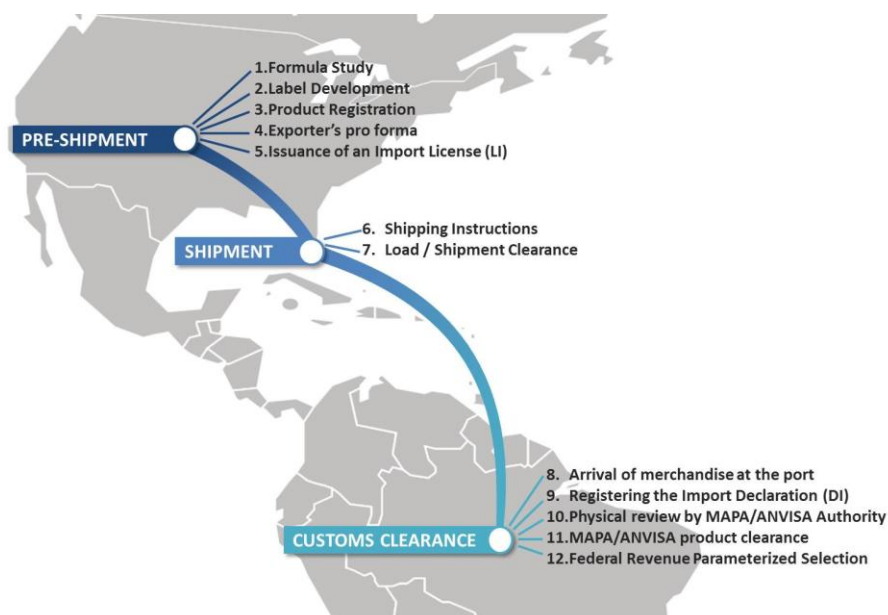 1.Formula Study
2.Label Development
3.Product Registration
4.Exporter's pro forma
5.Issuance of an Import License (LI)
PRE-SHIPMENT
6. Shipping Instructions
7. Load / Shipment Clearance
SHIPMENT
8. Arrival of merchandise at the port
9. Registering the Import Declaration (DI)
10.Physical review by MAPA/ANVISA Authority
11.MAPA/ANVISA product clearance
12.Federal Revenue Parameterized Selection
CUSTOMS CLEARANCE